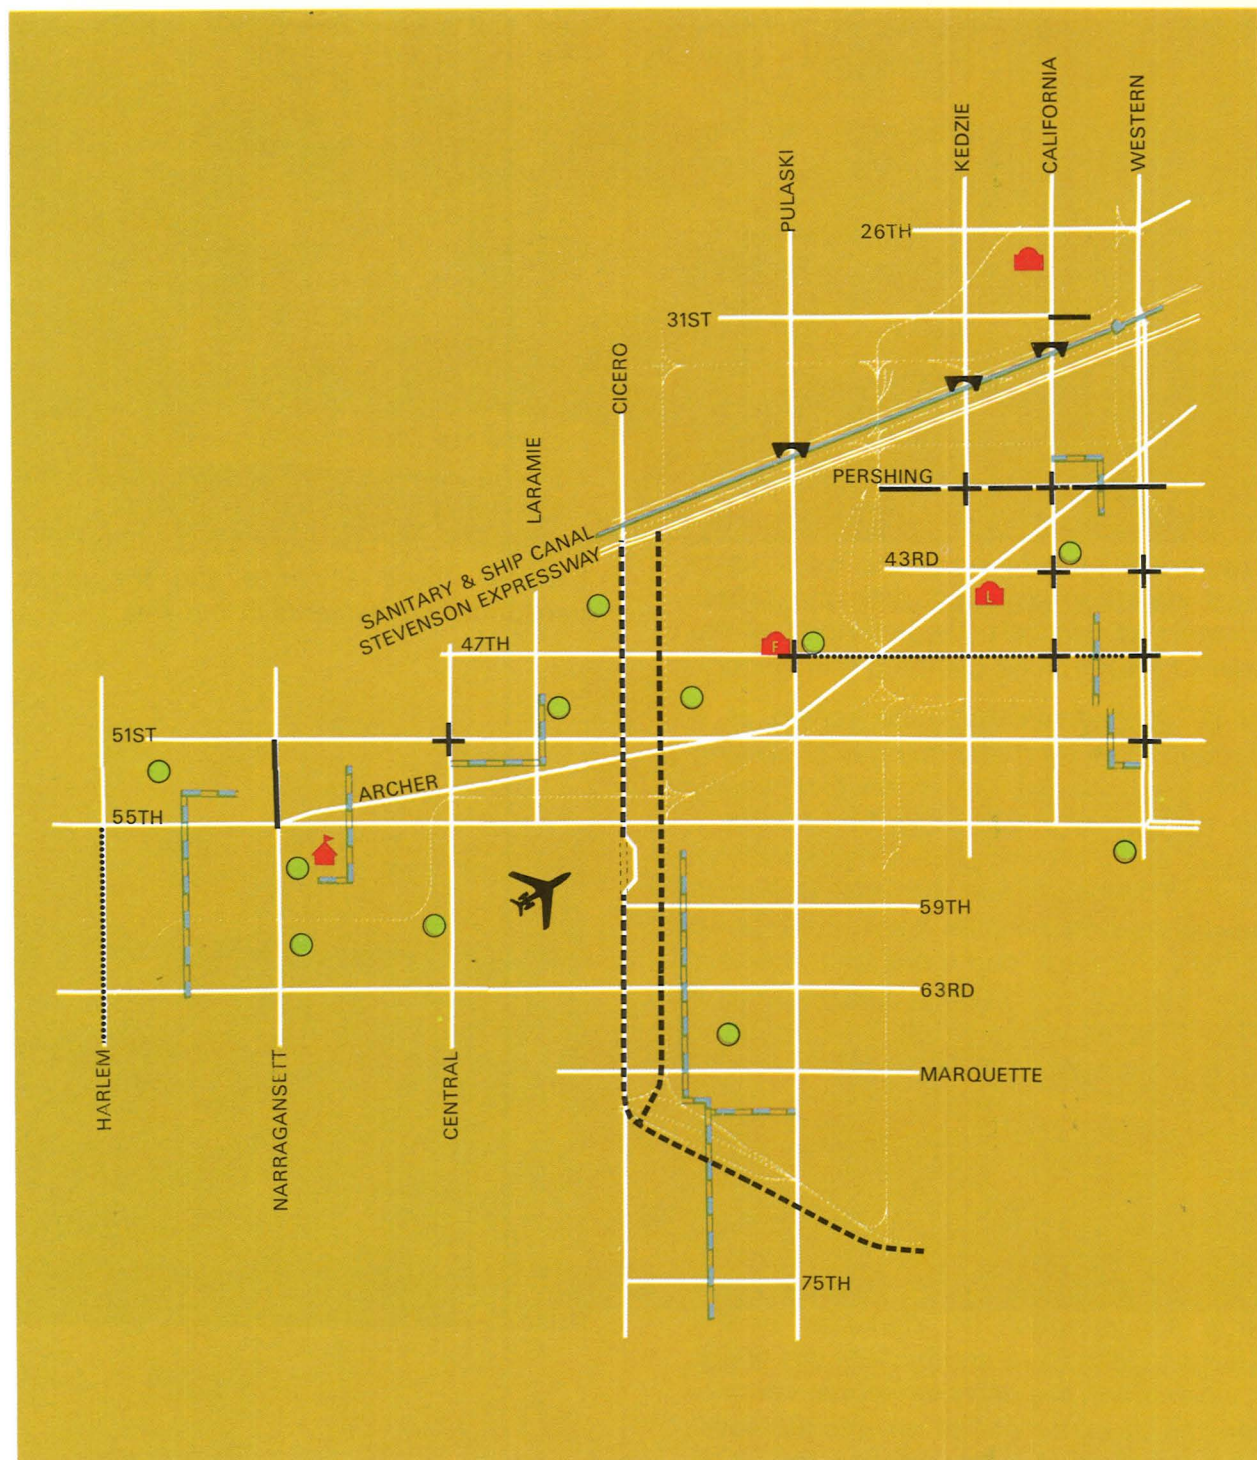 CALIFORNIA
WESTERN
KEDZIE
PULASKI
26TH
31ST
CICERO
LARAMIE
PERSHING
SANITARY & SHIP CANAL
STEVENSON EXPRESSWAY
43RD
L
47TH
F
51ST
ARCHER
55TH
59TH
63RD
HARLEM
NARRAGANSETT
CENTRAL
MARQUETTE
75TH